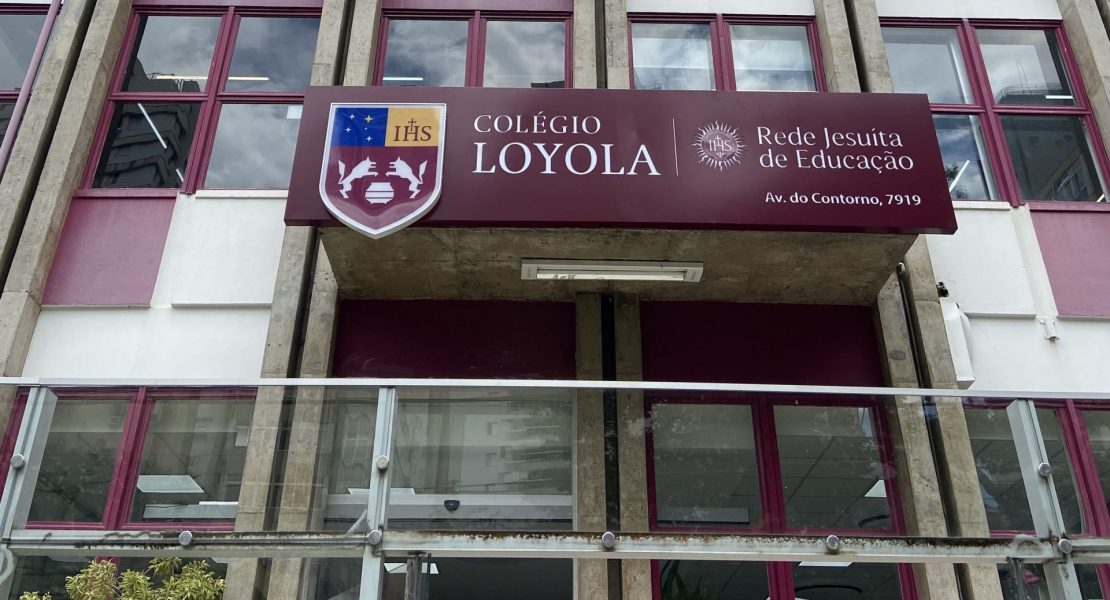 IHS
COLÉGIO
LOYOLA
IHS
Rede Jesuíta
de Educação
Av. do Contorno, 7919